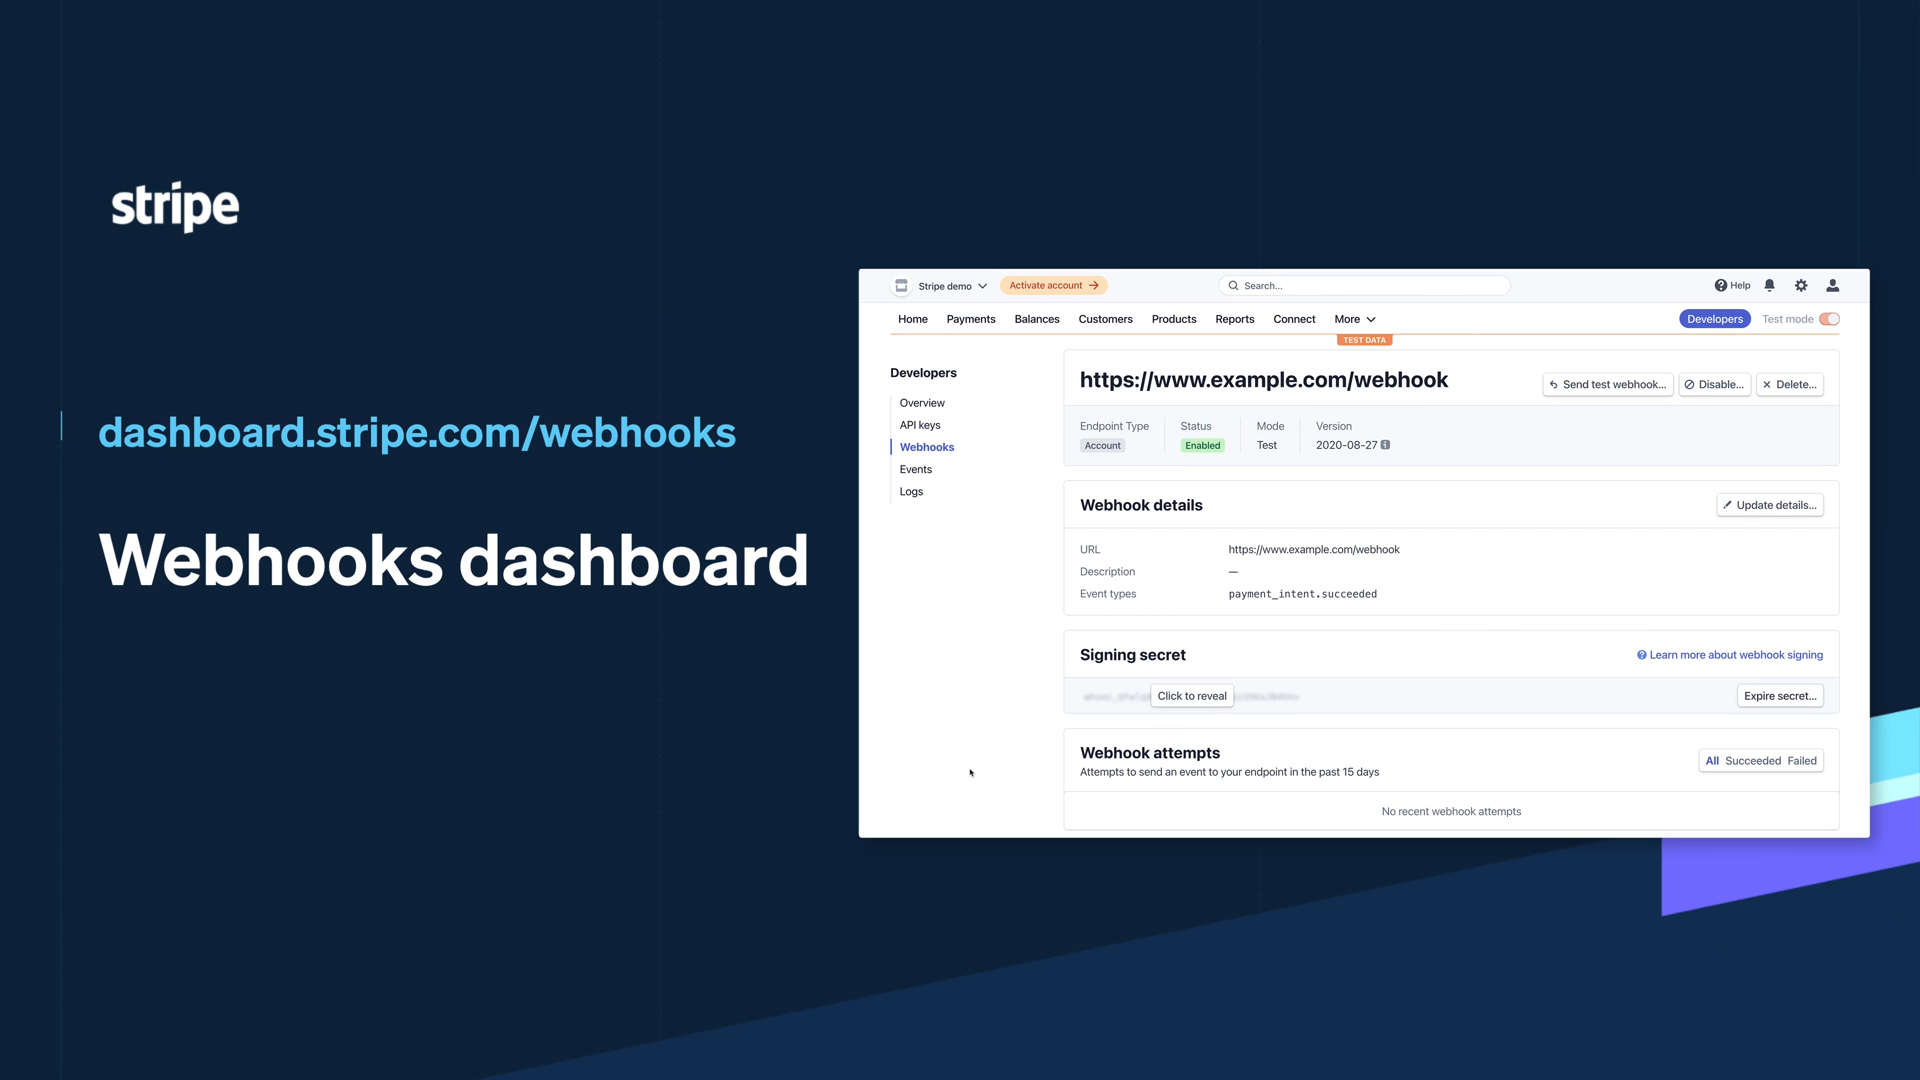 stripe
dashboard.stripe.com/webhooks
Webhooks dashboard
Stripe demo
Activate account
Search...
Help
Home Payments Balances Customers Products Reports Connect More
Developers Test mode
TEST DATA
Developers
Overview
API keys
Webhooks
Events
Logs
https://www.example.com/webhook
Send test webhook... Disable... Delete...
Endpoint Type Status Mode Version
Account Enabled Test 2020-08-27
Webhook details
Update details...
URL https://www.example.com/webhook
Description —
Event types payment_intent.succeeded
Signing secret
Learn more about webhook signing
Click to reveal
Expire secret...
Webhook attempts
Attempts to send an event to your endpoint in the past 15 days
All Succeeded Failed
No recent webhook attempts